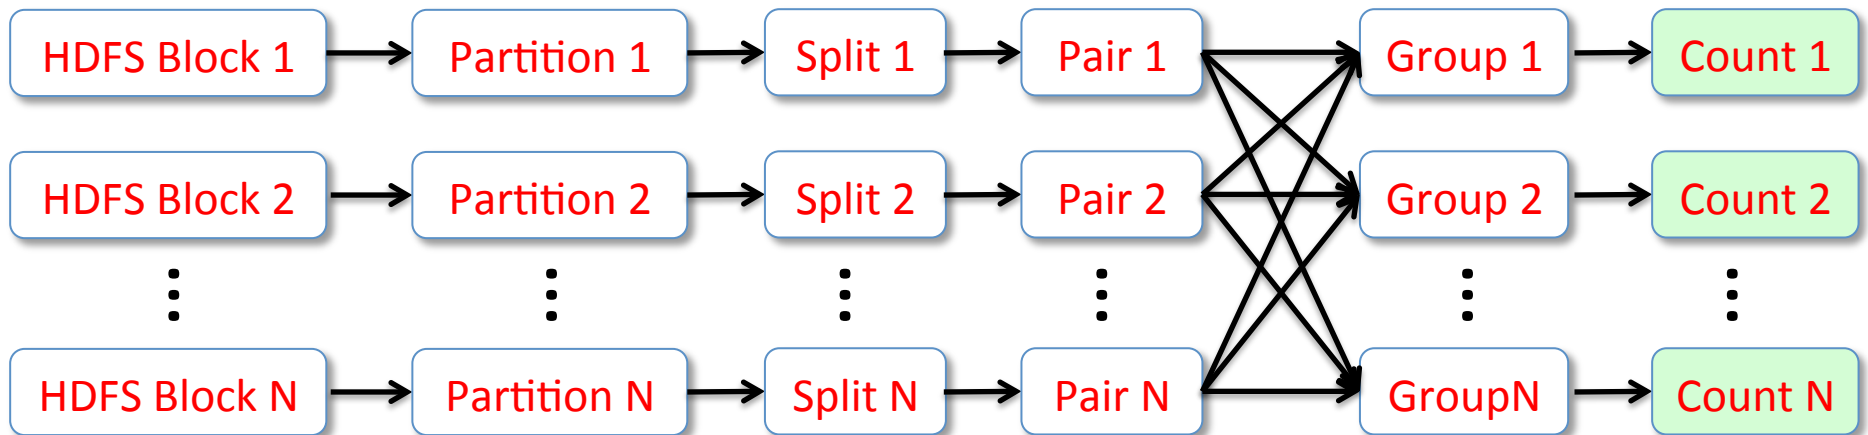 HDFS Block 1 Partition 1 Split 1 Pair 1 Group 1 Count 1
HDFS Block 2 Partition 2 Split 2 Pair 2 Group 2 Count 2
HDFS Block N Partition N Split N Pair N GroupN Count N